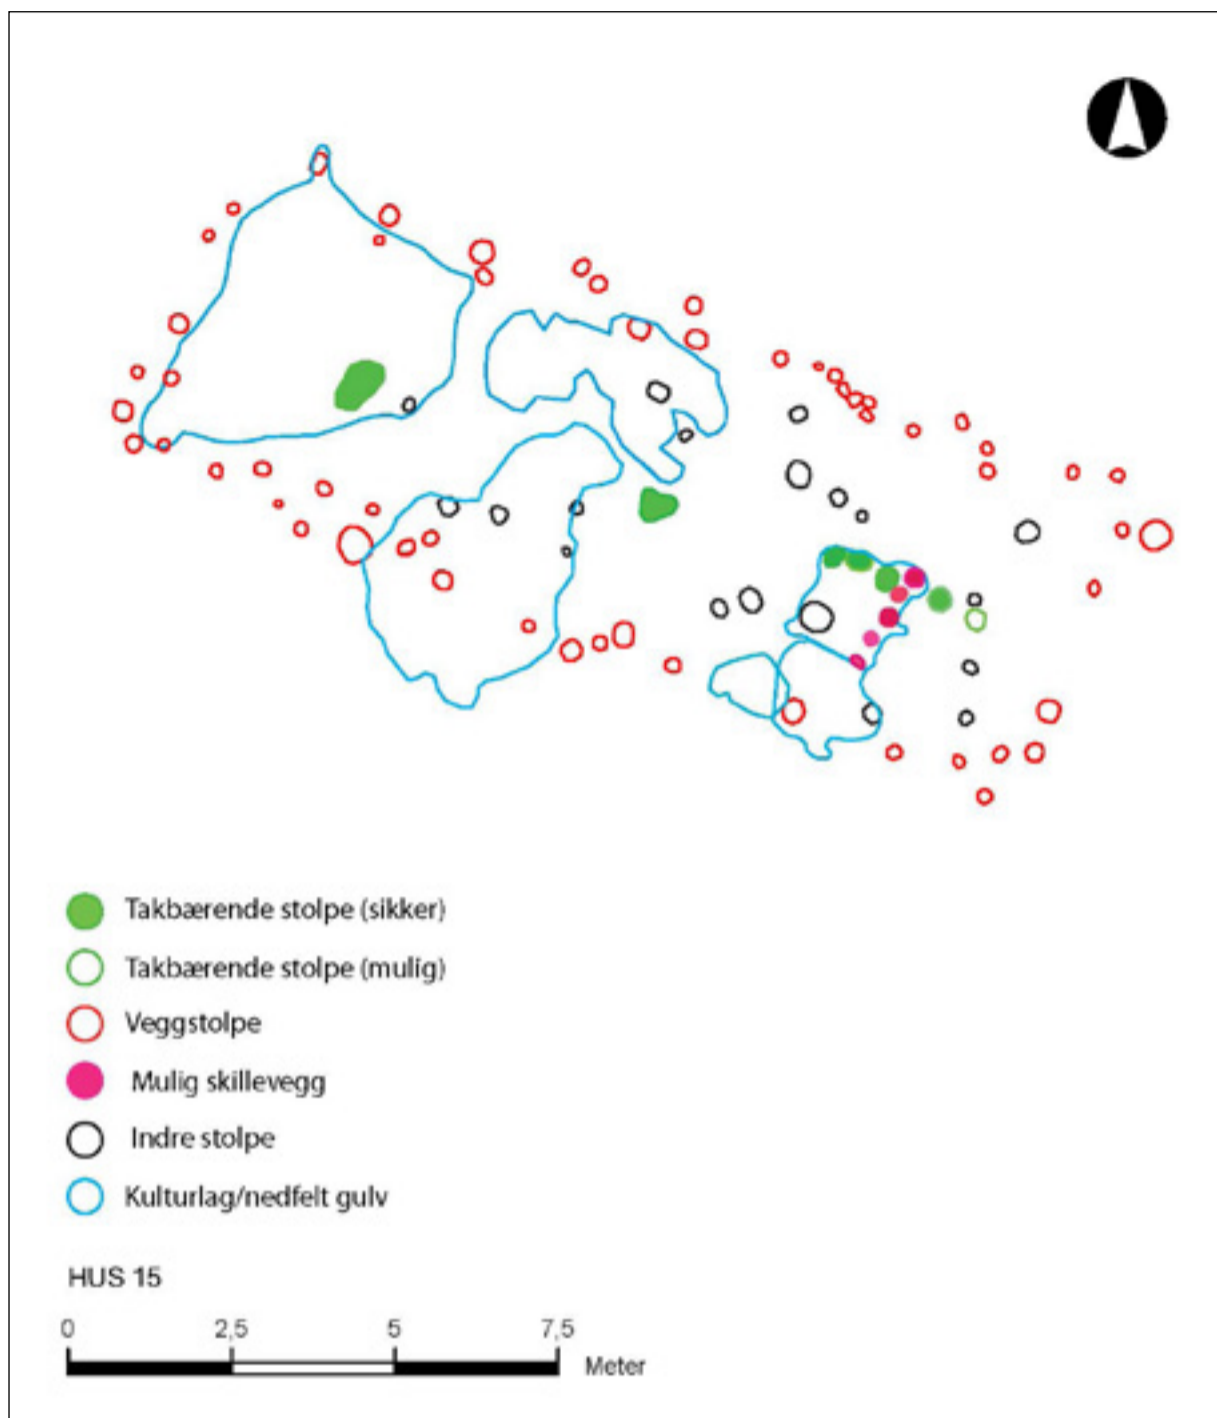 Takbærende stolpe (sikker)
Takbærende stolpe (mulig)
Veggstolpe
Mulig skillevegg
Indre stolpe
Kulturlag/nedfelt gulv
HUS 15
0 2,5 5 7,5
Meter